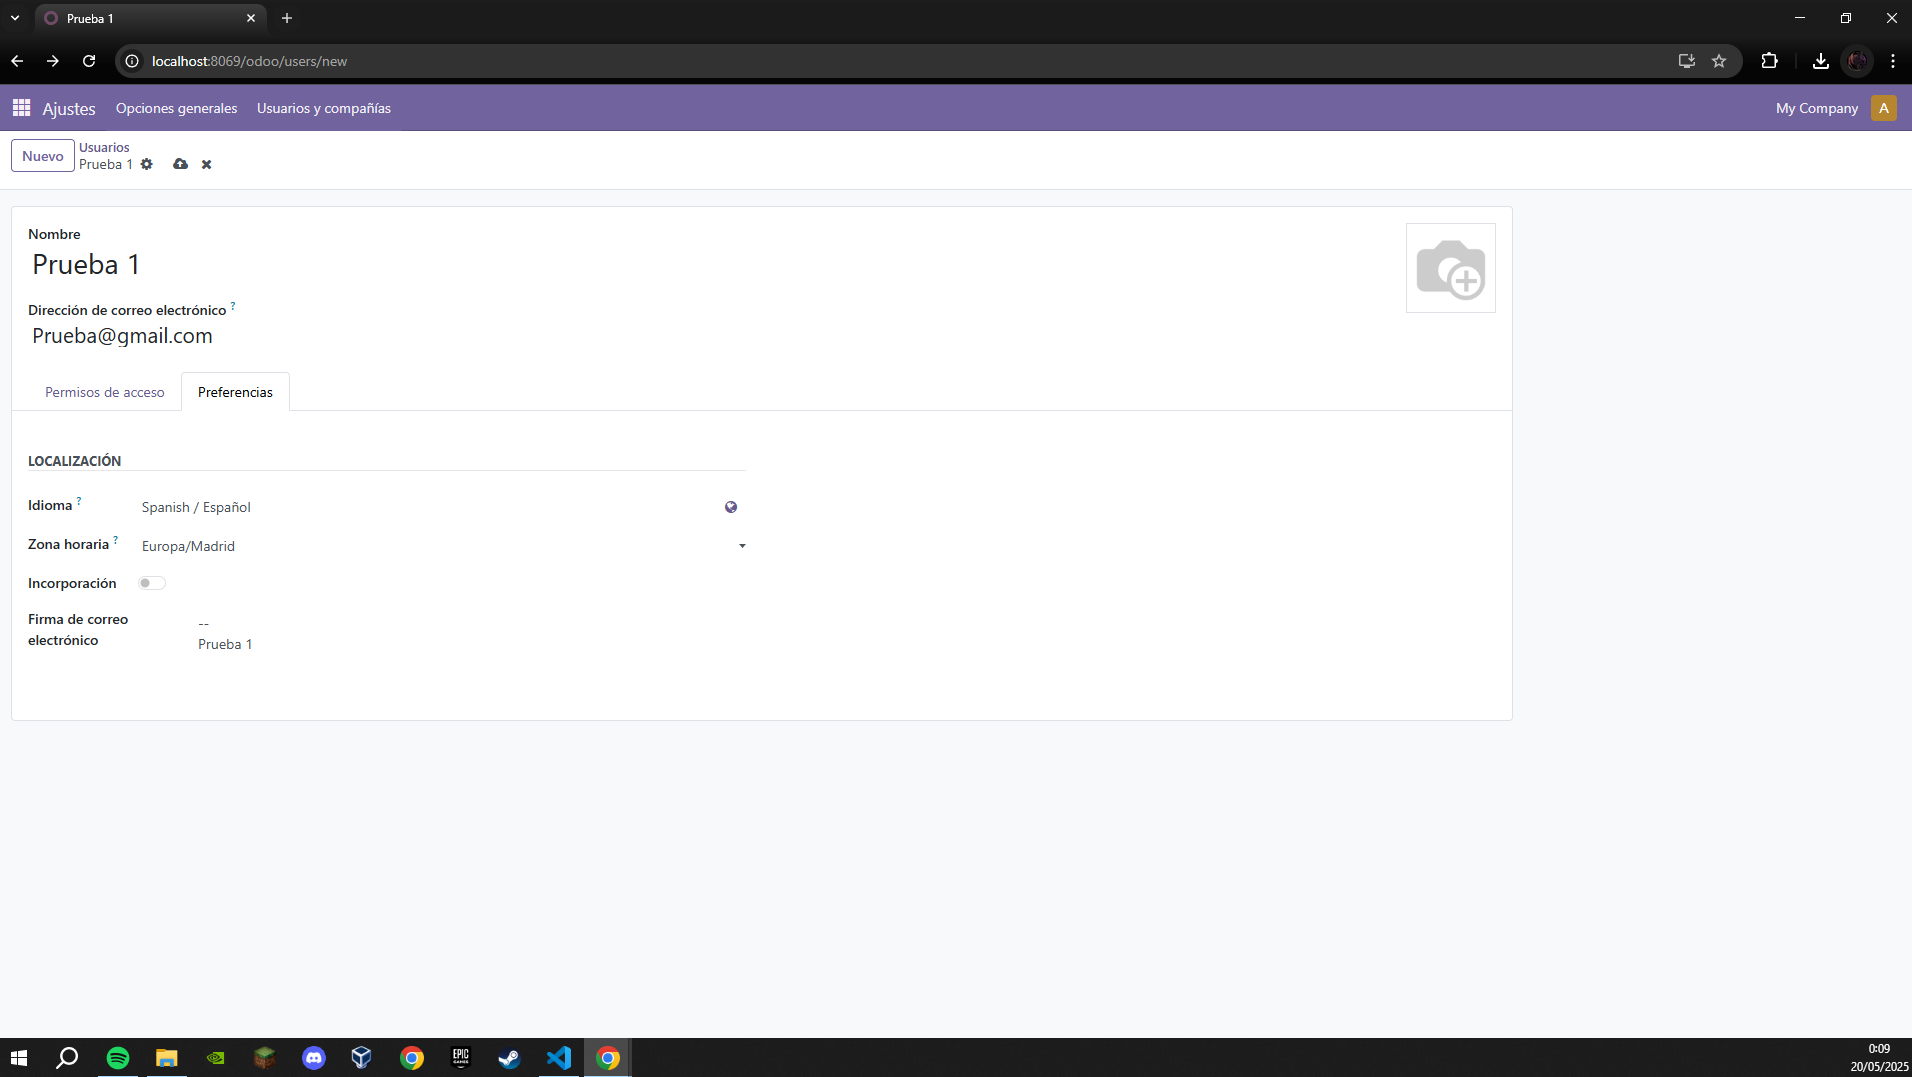 Prueba 1
localhost:8069/odoo/users/new
Ajustes Opciones generales Usuarios y compañías My Company A
Nuevo Usuarios
Prueba 1
Nombre
Prueba 1
Dirección de correo electrónico ?
Prueba@gmail.com
Permisos de acceso Preferencias
LOCALIZACIÓN
Idioma ? Spanish / Español
Zona horaria ? Europa/Madrid
Incorporación
Firma de correo electrónico
--
Prueba 1
EPIC GAMES
0:09
20/05/2025